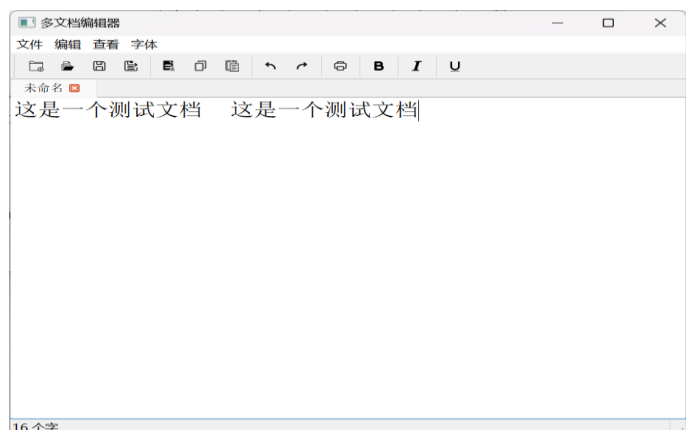 多文档编辑器
文件 编辑 查看 字体
B I U
未命名
这是一个测试文档 这是一个测试文档
16 个字